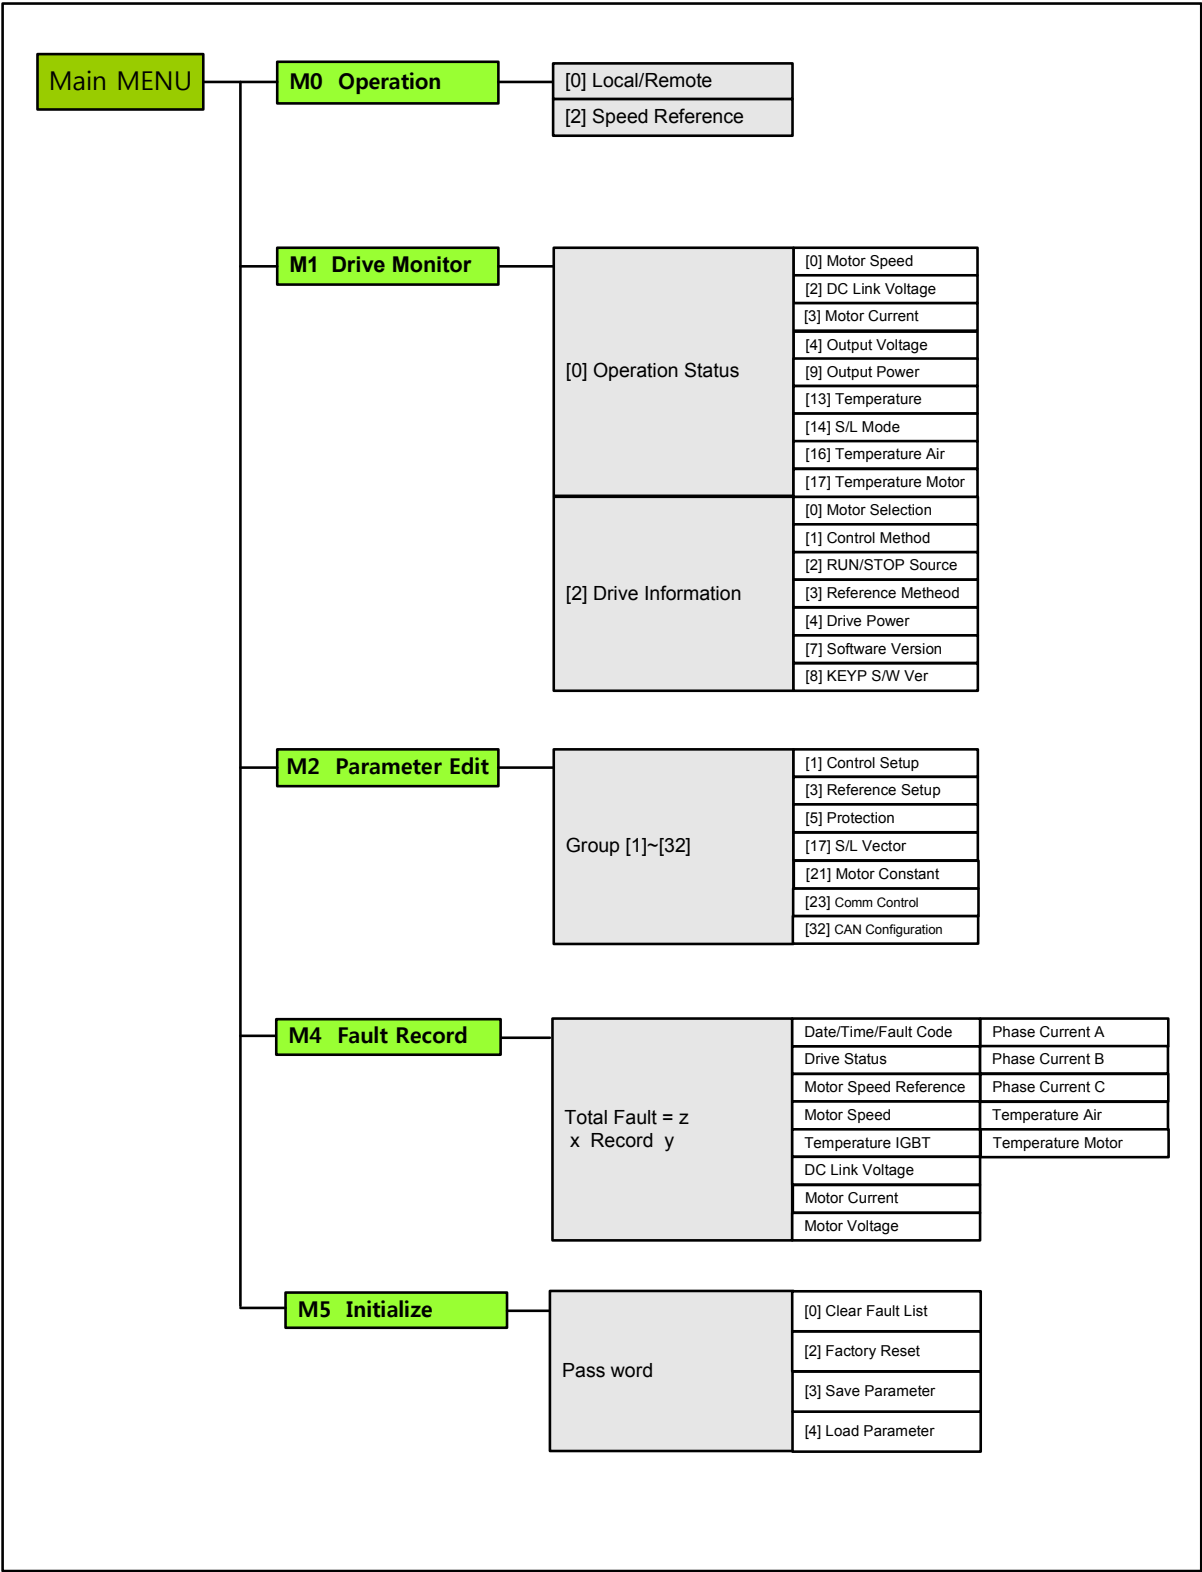 Main MENU
M0 Operation
[0] Local/Remote
[2] Speed Reference
M1 Drive Monitor
[0] Operation Status
[0] Motor Speed
[2] DC Link Voltage
[3] Motor Current
[4] Output Voltage
[9] Output Power
[13] Temperature
[14] S/L Mode
[16] Temperature Air
[17] Temperature Motor
[2] Drive Information
[0] Motor Selection
[1] Control Method
[2] RUN/STOP Source
[3] Reference Metheod
[4] Drive Power
[7] Software Version
[8] KEYP S/W Ver
M2 Parameter Edit
Group [1]~[32]
[1] Control Setup
[3] Reference Setup
[5] Protection
[17] S/L Vector
[21] Motor Constant
[23] Comm Control
[32] CAN Configuration
M4 Fault Record
Total Fault = z
x Record y
Date/Time/Fault Code
Drive Status
Motor Speed Reference
Motor Speed
Temperature IGBT
DC Link Voltage
Motor Current
Motor Voltage
Phase Current A
Phase Current B
Phase Current C
Temperature Air
Temperature Motor
M5 Initialize
Pass word
[0] Clear Fault List
[2] Factory Reset
[3] Save Parameter
[4] Load Parameter